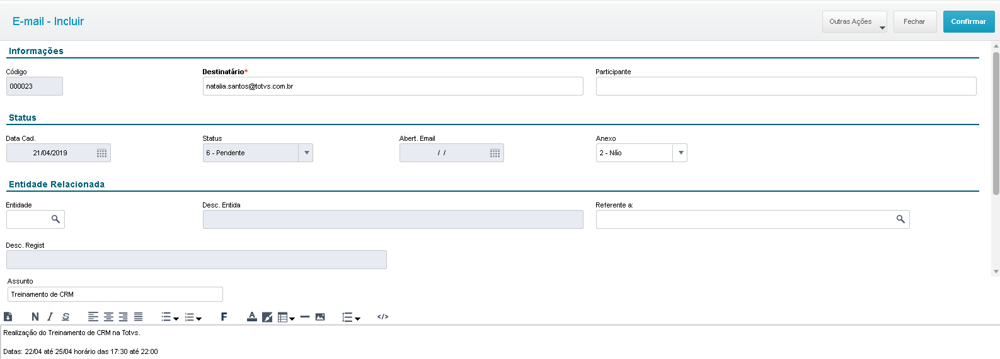 E-mail - Incluir
Outras Ações
Fechar
Confirmar
Informações
Código
Destinatário*
Participante
000023
natalia.santos@totvs.com.br
Status
Data Cad.
Status
Abert. Email
Anexo
21/04/2019
6 - Pendente
/ /
2 - Não
Entidade Relacionada
Entidade
Desc. Entida
Referente a:
Desc. Regist
Assunto
Treinamento de CRM
N I S
F
A
</>
Realização do Treinamento de CRM na Totvs.
Datas: 22/04 até 25/04 horário das 17:30 até 22:00